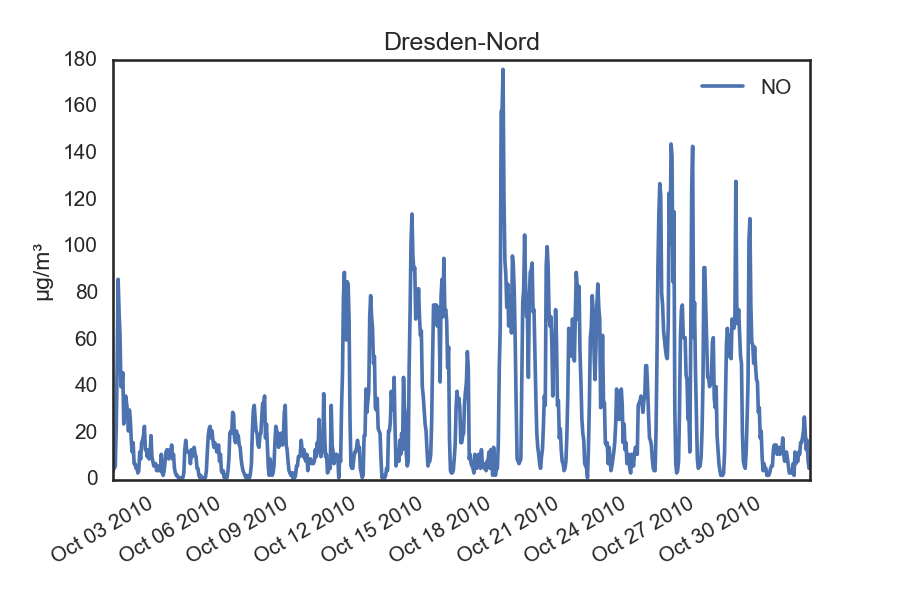 Dresden-Nord
NO
µg/m³
180
160
140
120
100
80
60
40
20
0
Oct 03 2010
Oct 06 2010
Oct 09 2010
Oct 12 2010
Oct 15 2010
Oct 18 2010
Oct 21 2010
Oct 24 2010
Oct 27 2010
Oct 30 2010